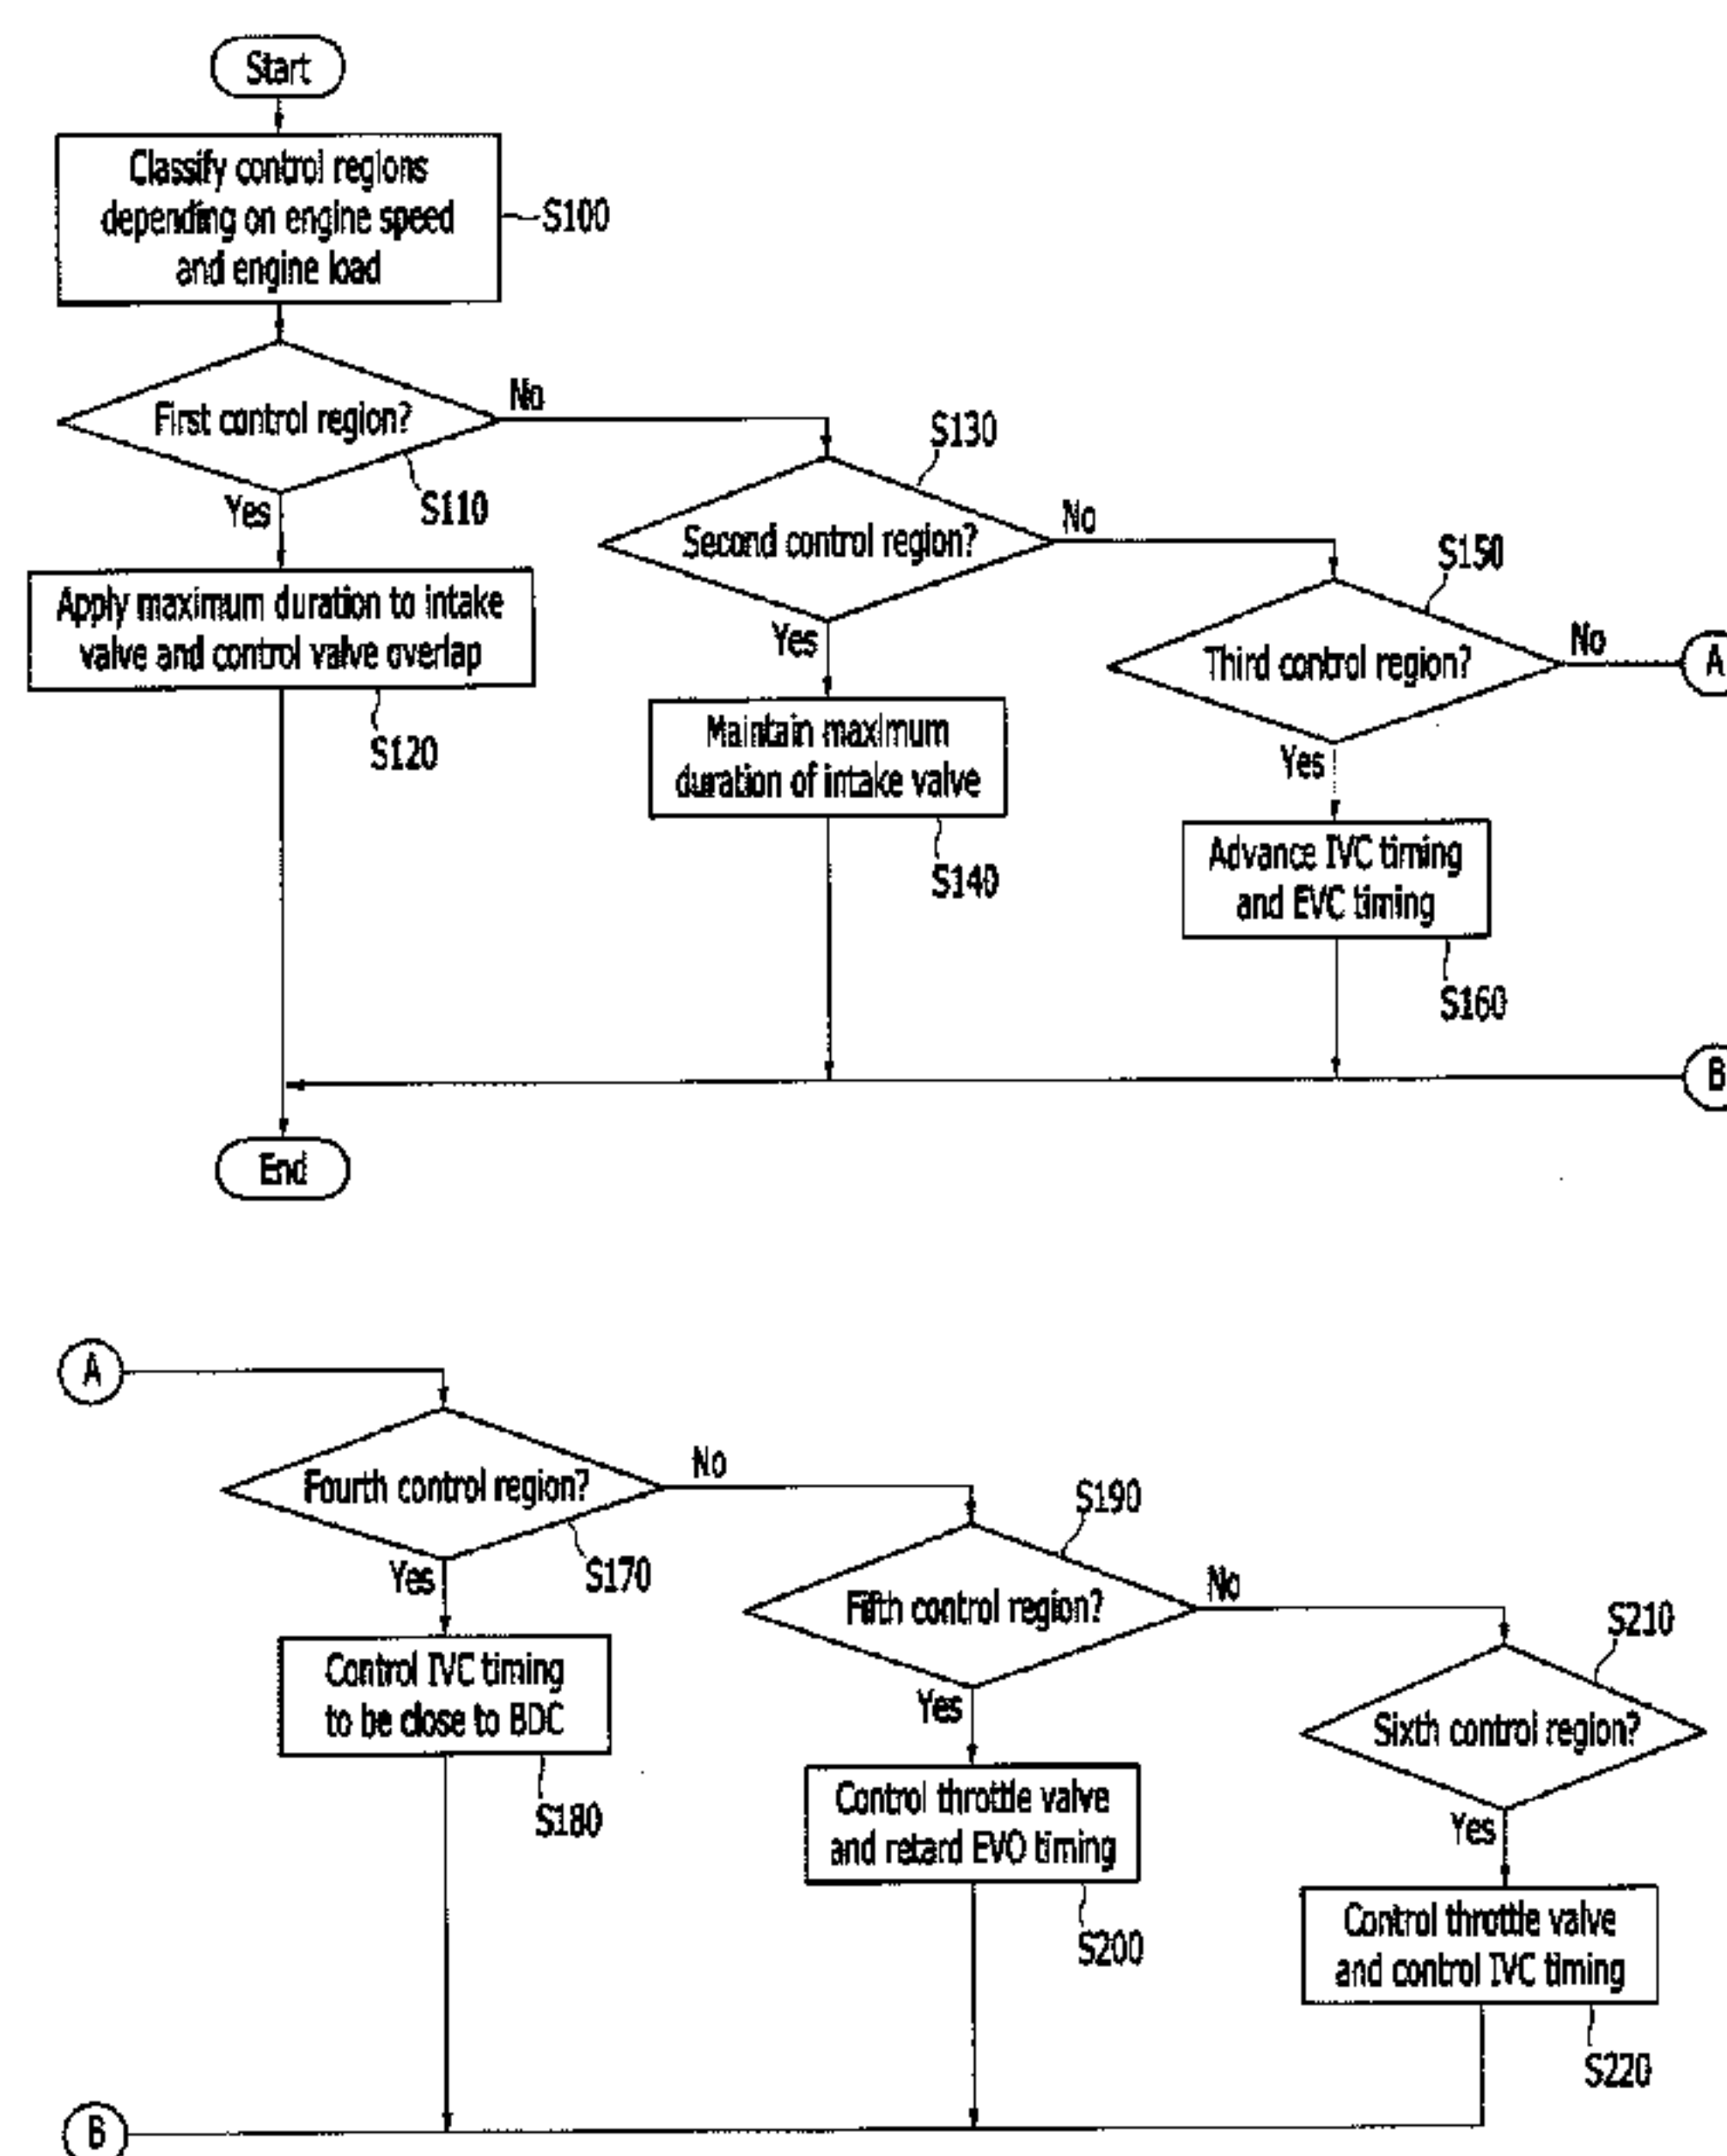 Start
Classify control regions
depending on engine speed
and engine load
S100
First control region?
No
S110
Yes
Apply maximum duration to intake
valve and control valve overlap
S120
S130
Second control region?
No
Yes
Maintain maximum
duration of intake valve
S140
S150
Third control region?
No
A
Yes
Advance IVC timing
and EVC timing
S160
B
End
A
Fourth control region?
No
S170
Yes
Control IVC timing
to be close to BDC
S180
S190
Fifth control region?
No
Yes
Control throttle valve
and retard EVO timing
S200
S210
Sixth control region?
Yes
Control throttle valve
and control IVC timing
S220
B